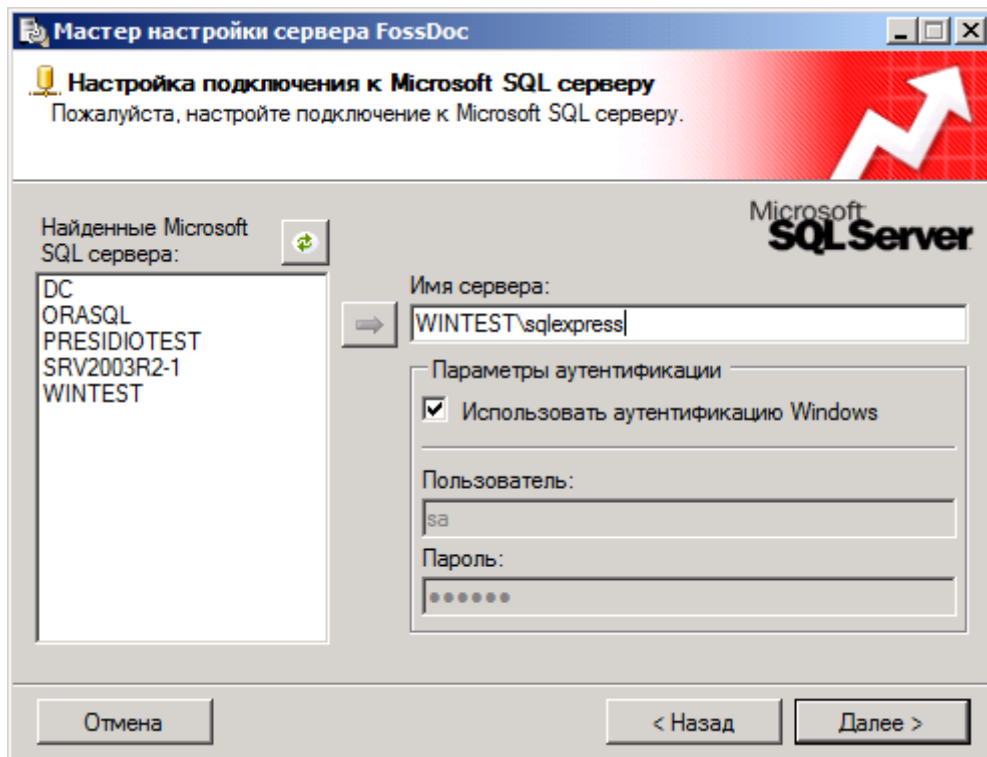 Мастер настройки сервера FossDoc
Настройка подключения к Microsoft SQL серверу
Пожалуйста, настройте подключение к Microsoft SQL серверу.
Найденные Microsoft
SQL сервера:
DC
ORASQL
PRESIDIOTEST
SRV2003R2-1
WINTEST
Microsoft
SQL Server
Имя сервера:
WINTEST\sqlexpress
Параметры аутентификации
Использовать аутентификацию Windows
Пользователь:
sa
Пароль:
●●●●●●
Отмена
< Назад
Далее >